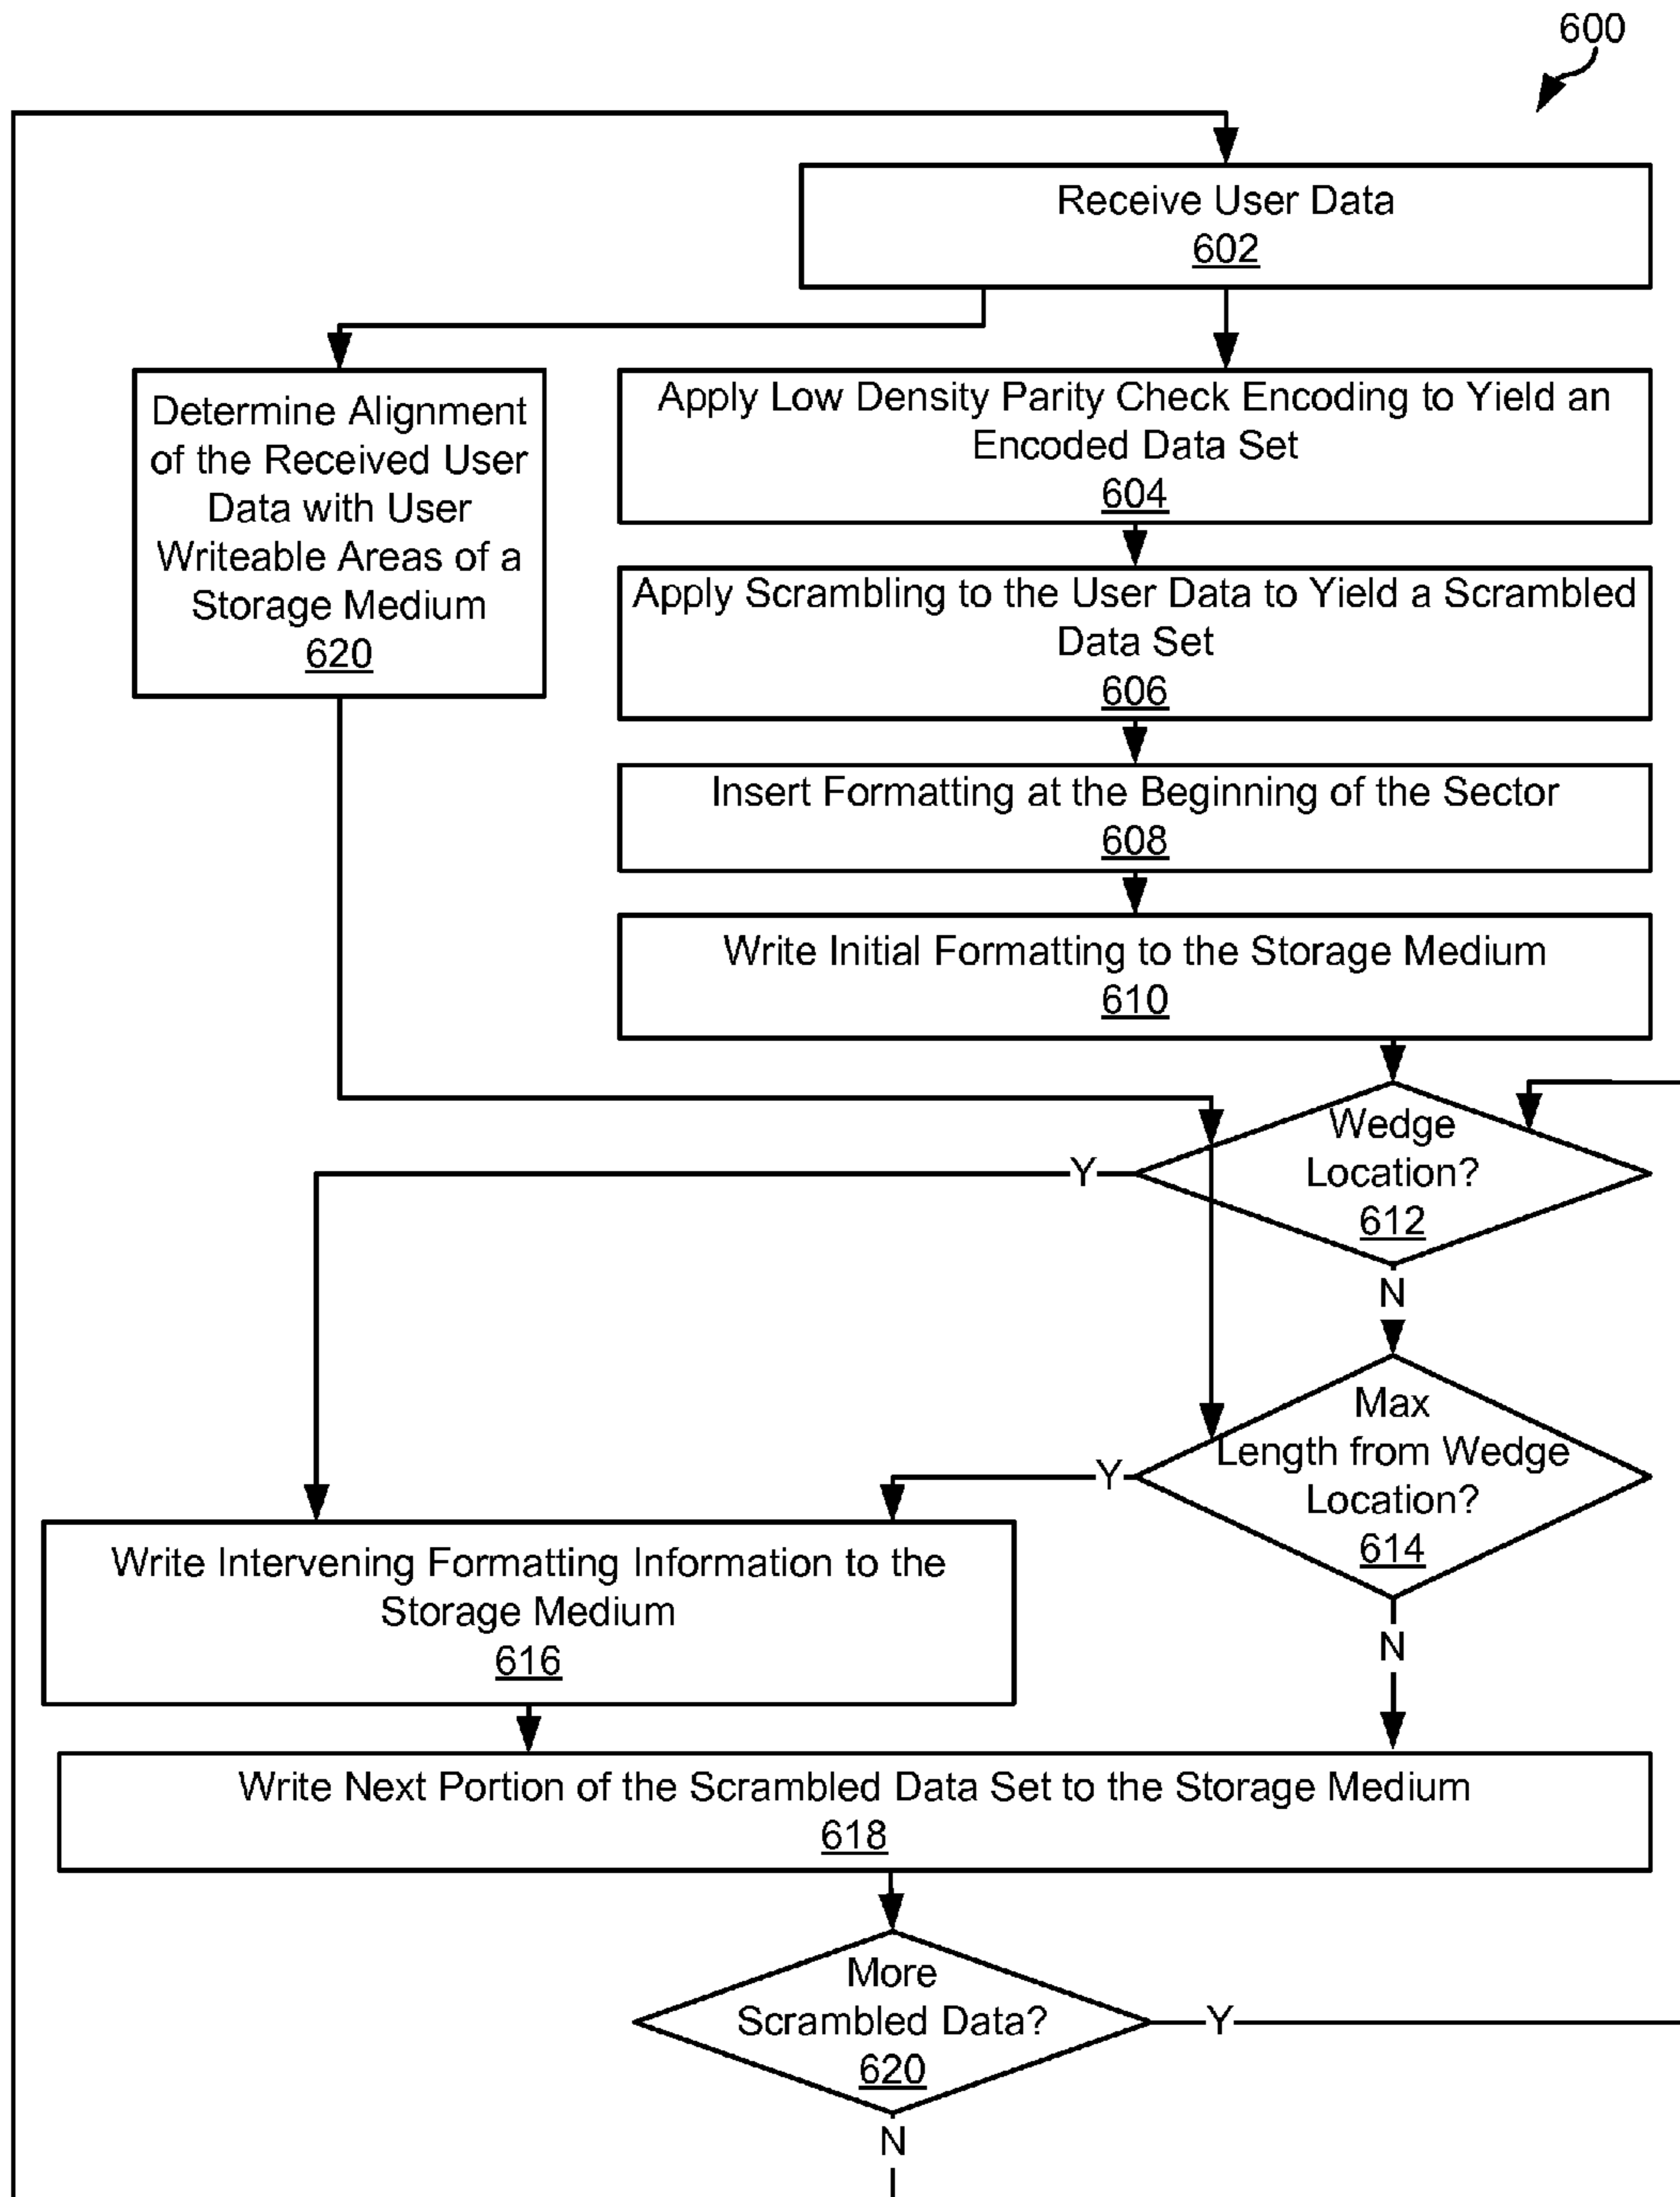 600
Receive User Data
602
Determine Alignment
of the Received User
Data with User
Writeable Areas of a
Storage Medium
620
Apply Low Density Parity Check Encoding to Yield an
Encoded Data Set
604
Apply Scrambling to the User Data to Yield a Scrambled
Data Set
606
Insert Formatting at the Beginning of the Sector
608
Write Initial Formatting to the Storage Medium
610
Wedge
Location?
612
Y
N
Max
Length from Wedge
Location?
614
Y
N
Write Intervening Formatting Information to the
Storage Medium
616
Write Next Portion of the Scrambled Data Set to the Storage Medium
618
More
Scrambled Data?
620
Y
N